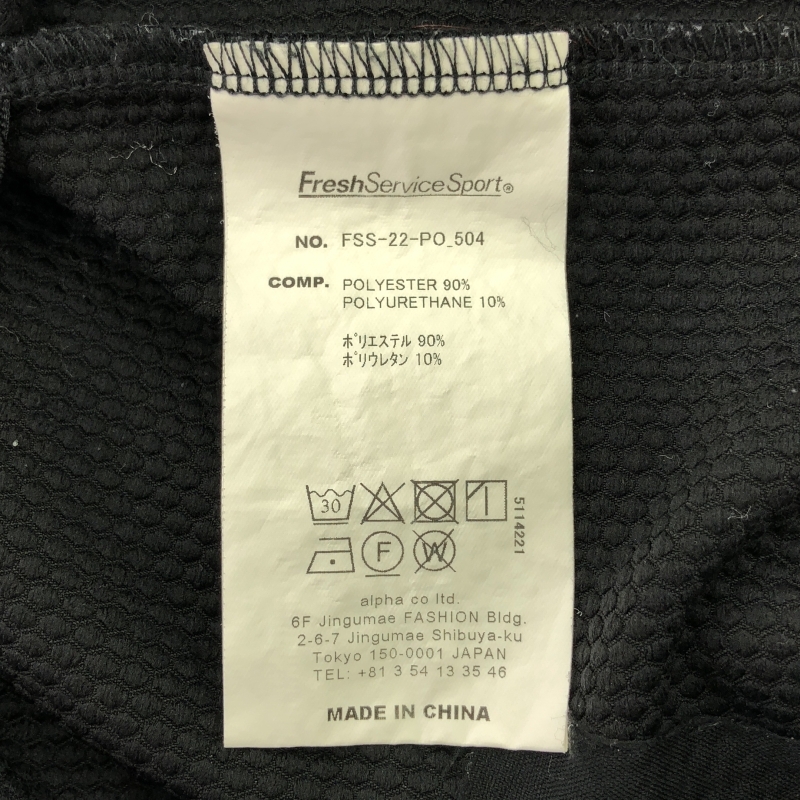 FreshServiceSport®
NO. FSS-22-PO_504
COMP. POLYESTER 90%
POLYURETHANE 10%
ポリエステル 90%
ポリウレタン 10%
30
5114221
F
W
alpha co ltd.
6F Jingumae FASHION Bldg.
2-6-7 Jingumae Shibuya-ku
Tokyo 150-0001 JAPAN
TEL: +81 3 54 13 35 46
MADE IN CHINA